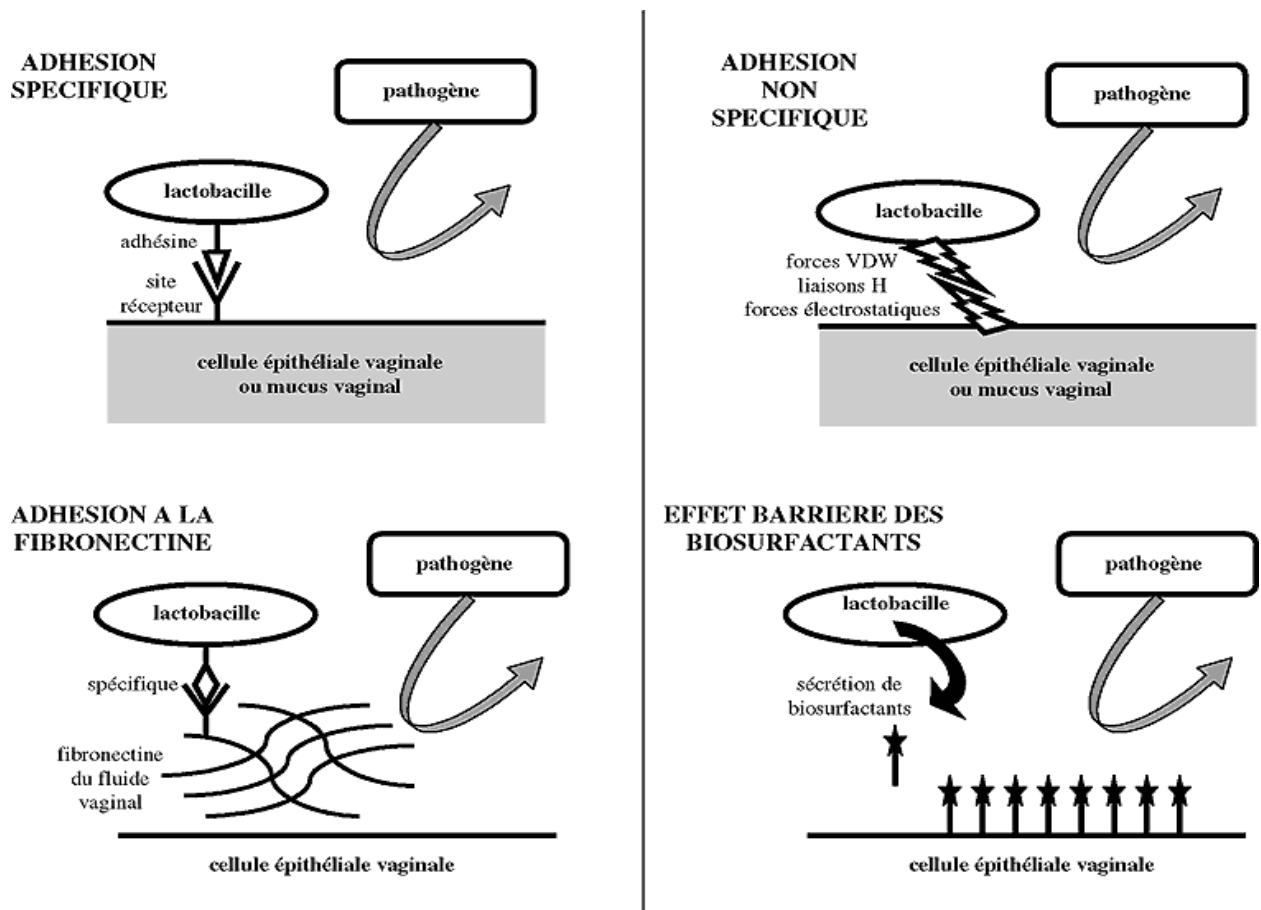 ADHESION
SPECIFIQUE
pathogène
lactobacille
adhésine
site
récepteur
cellule épithéliale vaginale
ou mucus vaginal
ADHESION
NON
SPECIFIQUE
pathogène
lactobacille
forces VDW
liaisons H
forces électrostatiques
cellule épithéliale vaginale
ou mucus vaginal
ADHESION A LA
FIBRONECTINE
pathogène
lactobacille
spécifique
fibronectine
du fluide
vaginal
cellule épithéliale vaginale
EFFET BARRIERE DES
BIOSURFACTANTS
pathogène
lactobacille
sécrétion de
biosurfactants
cellule épithéliale vaginale